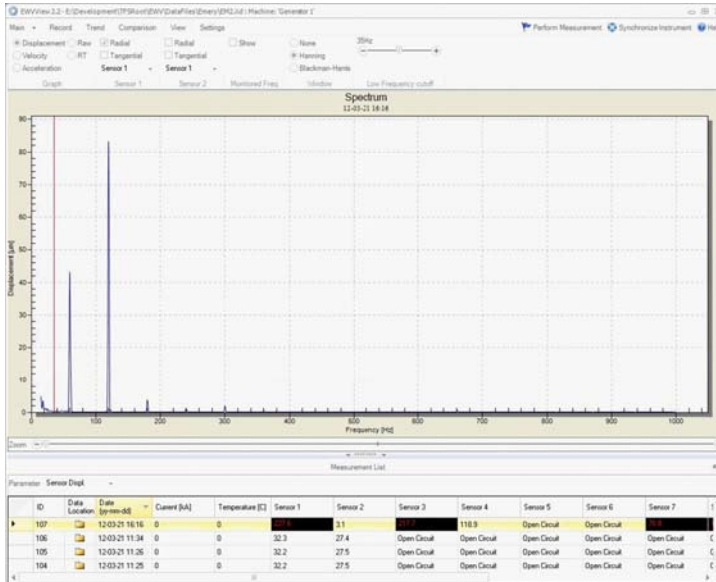 EWView 2.2 - E:\Development\TPSRoot\EWV\DataFiles\Emery\EM2.iid : Machine: 'Generator 1'
Main Record Trend Comparison View Settings Perform Measurement Synchronize Instrument
Displacement Raw Radial Radial Show None 35Hz
Velocity RT Tangential Tangential Hanning
Acceleration Sensor 1 Sensor 1 Blackman-Harris
Graph Sensor 1 Sensor 2 Monitored Freq Window Low Frequency cutoff
Spectrum
12-03-21 16:16
90
80
70
60
50
40
30
20
10
0
Displacement [µm]
0 100 200 300 400 500 600 700 800 900 1000
Frequency [Hz]
Zoom
Measurement List
Parameter Sensor Displ.
ID Data Location Date (yy-mm-dd) Current [kA] Temperature [C] Sensor 1 Sensor 2 Sensor 3 Sensor 4 Sensor 5 Sensor 6 Sensor 7
107 12-03-21 16:16 0 0 3.1 118.9 Open Circuit Open Circuit
106 12-03-21 11:34 0 0 32.3 27.4 Open Circuit Open Circuit Open Circuit Open Circuit Open Circuit
105 12-03-21 11:26 0 0 32.2 27.5 Open Circuit Open Circuit Open Circuit Open Circuit Open Circuit
104 12-03-21 11:25 0 0 32.2 27.5 Open Circuit Open Circuit Open Circuit Open Circuit Open Circuit